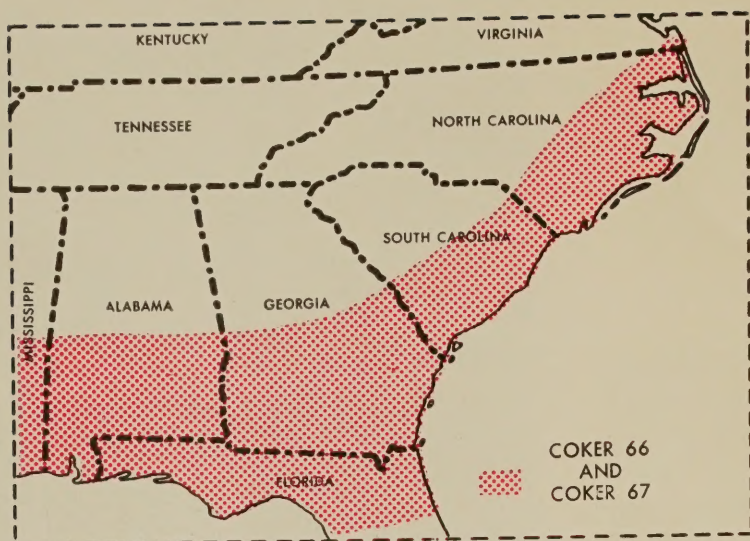 KENTUCKY
VIRGINIA
TENNESSEE
NORTH CAROLINA
SOUTH CAROLINA
MISSISSIPPI
ALABAMA
GEORGIA
FLORIDA
COKER 66
AND
COKER 67